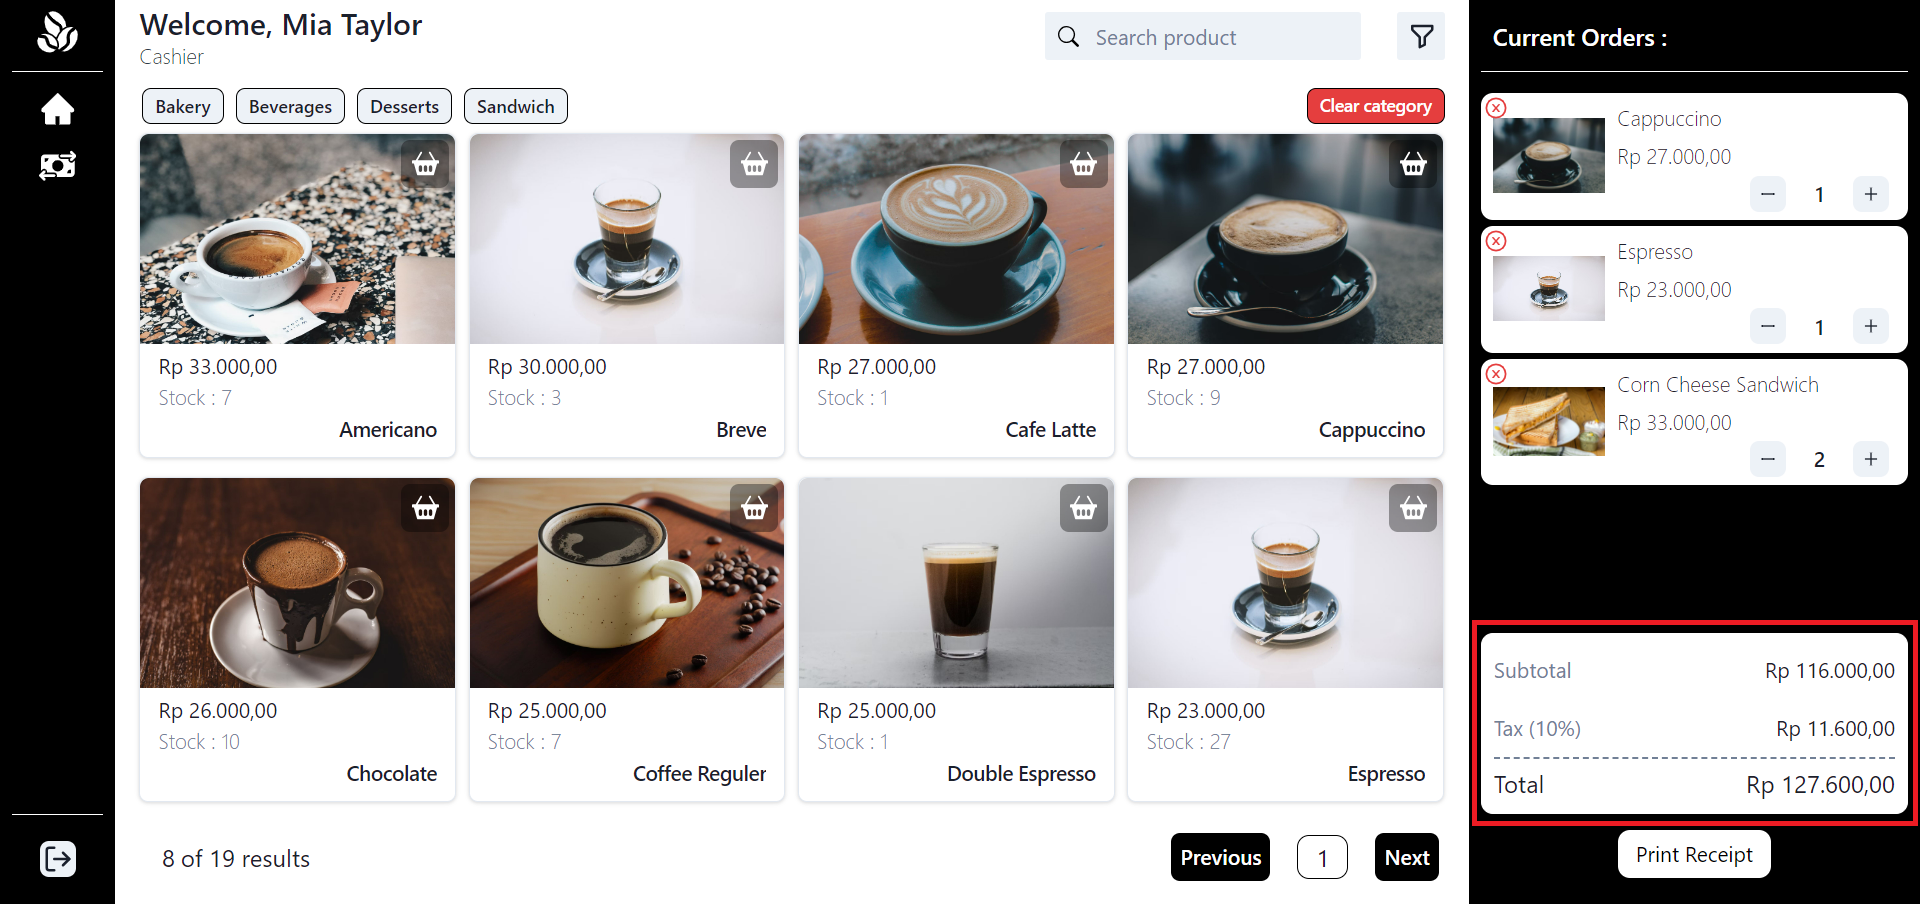 Welcome, Mia Taylor
Cashier
Search product
Bakery
Beverages
Desserts
Sandwich
Clear category
Rp 33.000,00
Stock : 7
Americano
Rp 30.000,00
Stock : 3
Breve
Rp 27.000,00
Stock : 1
Cafe Latte
Rp 27.000,00
Stock : 9
Cappuccino
Rp 26.000,00
Stock : 10
Chocolate
Rp 25.000,00
Stock : 7
Coffee Reguler
Rp 25.000,00
Stock : 1
Double Espresso
Rp 23.000,00
Stock : 27
Espresso
8 of 19 results
Previous
1
Next
Current Orders :
Cappuccino
Rp 27.000,00
1
Espresso
Rp 23.000,00
1
Corn Cheese Sandwich
Rp 33.000,00
2
Subtotal Rp 116.000,00
Tax (10%) Rp 11.600,00
Total Rp 127.600,00
Print Receipt